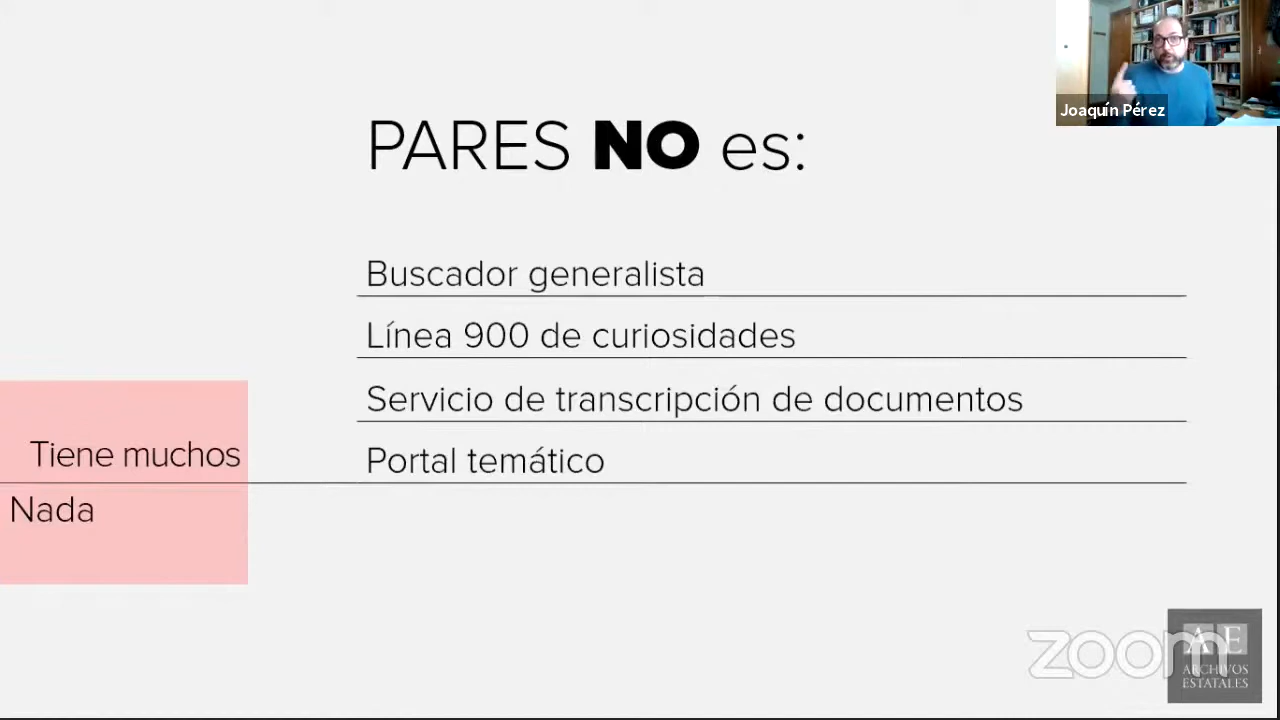 Joaquín Pérez
PARES NO es:
Buscador generalista
Línea 900 de curiosidades
Servicio de transcripción de documentos
Tiene muchos
Portal temático
Nada
zoom
A E
ARCHIVOS
ESTATALES